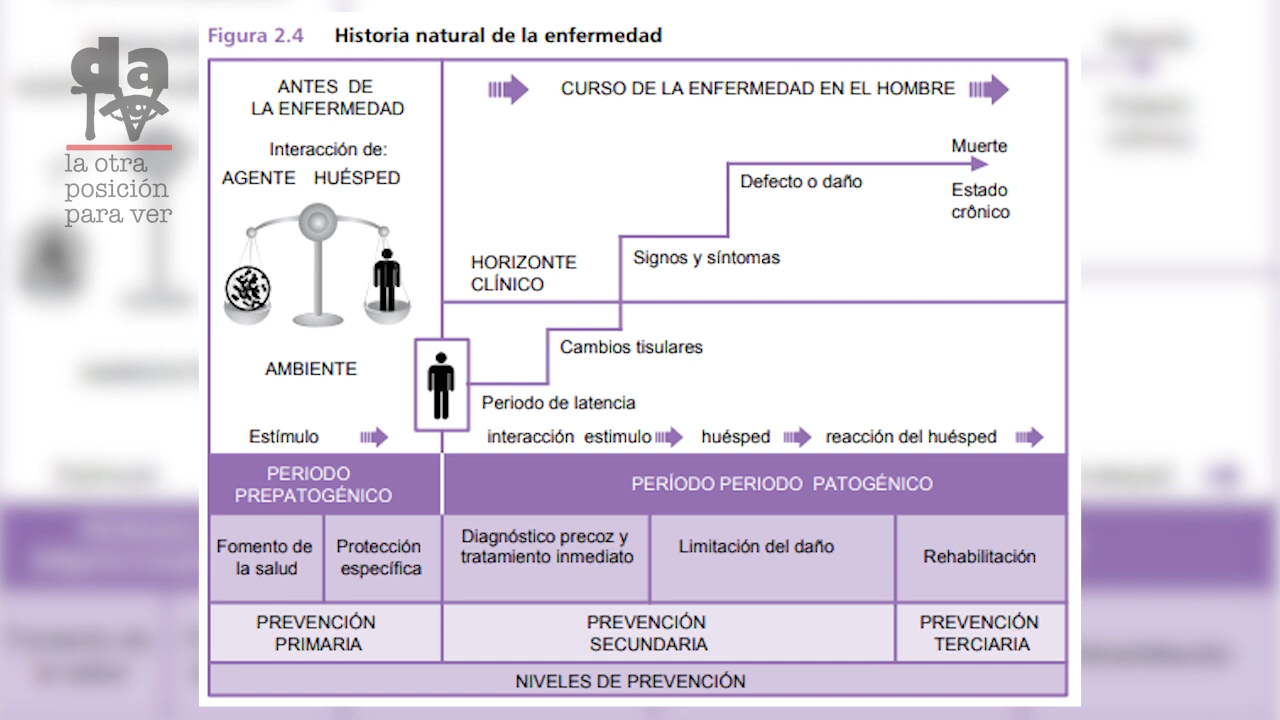 Figura 2.4 Historia natural de la enfermedad
da
la otra
posición
para ver
ANTES DE
LA ENFERMEDAD
Interacción de:
AGENTE HUÉSPED
AMBIENTE
Estímulo
CURSO DE LA ENFERMEDAD EN EL HOMBRE
Muerte
Defecto o daño
Estado
crônico
Signos y síntomas
HORIZONTE
CLÍNICO
Cambios tisulares
Periodo de latencia
interacción estimulo huésped reacción del huésped
PERIODO
PREPATOGÉNICO
PERÍODO PERIODO PATOGÉNICO
Fomento de
la salud
Protección
específica
Diagnóstico precoz y
tratamiento inmediato
Limitación del daño
Rehabilitación
PREVENCIÓN
PRIMARIA
PREVENCIÓN
SECUNDARIA
PREVENCIÓN
TERCIARIA
NIVELES DE PREVENCIÓN